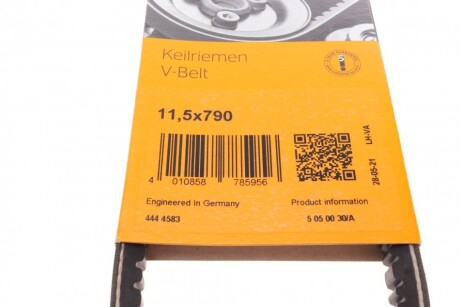 Keilriemen
V-Belt
11,5x790
4 010858 785956
28-05-21 LH-VA
Engineered In Germany
Product information
444 4583
5 05 00 30/A